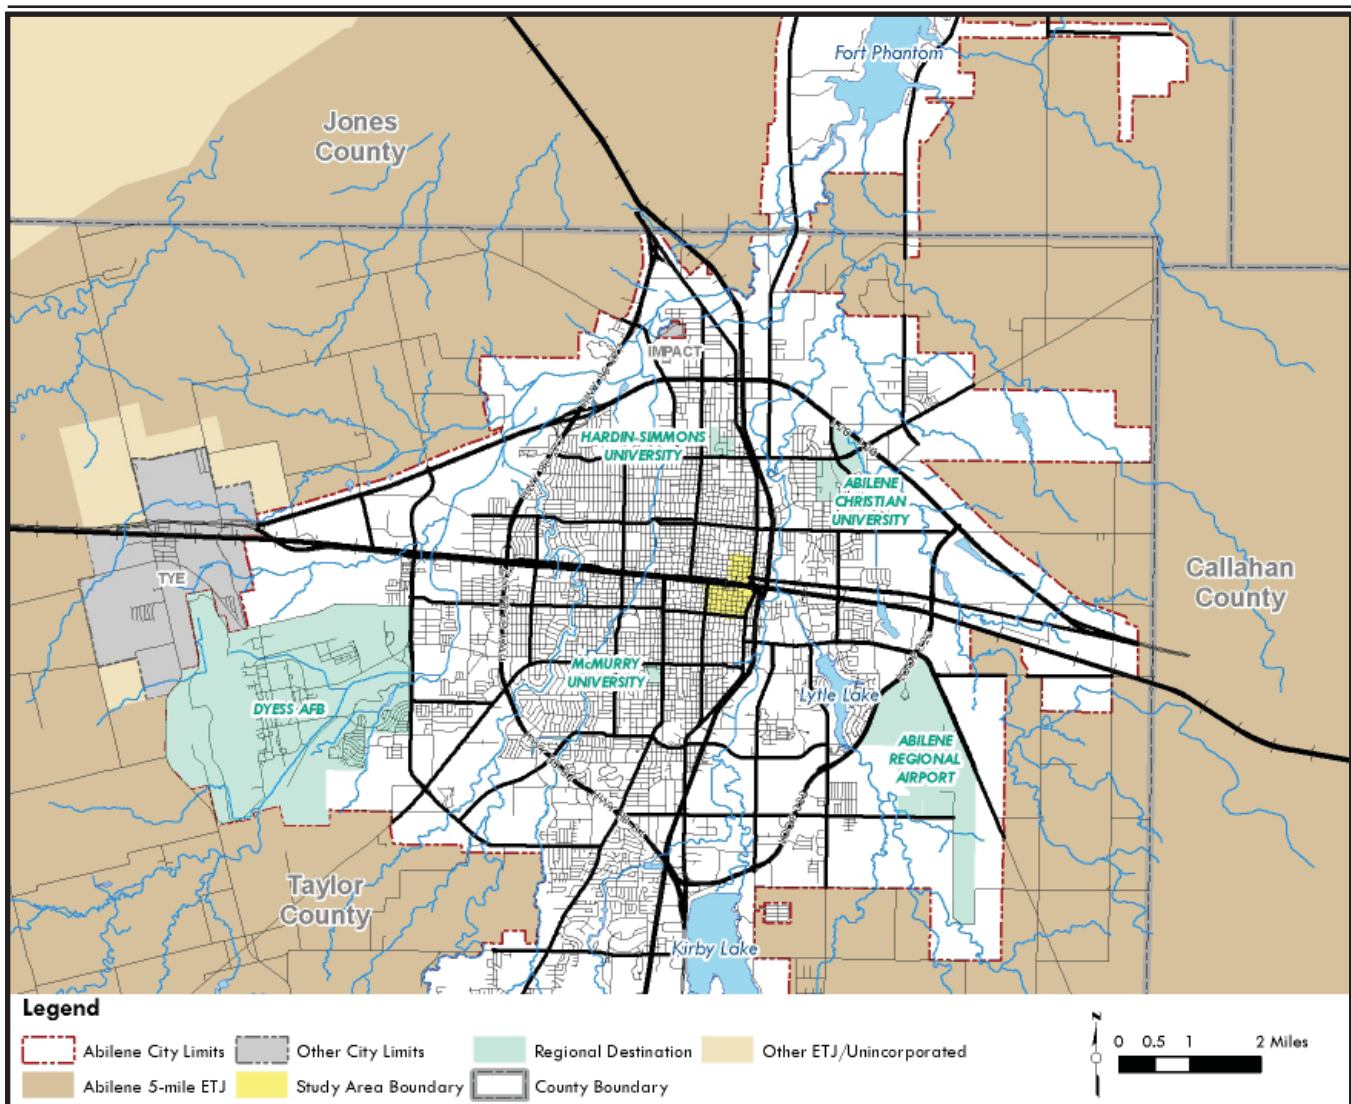 Fort Phantom
Jones
County
IMPACT
HARDIN-SIMMONS
UNIVERSITY
ABILENE
CHRISTIAN
UNIVERSITY
TYE
Callahan
County
McMURRY
UNIVERSITY
Lytle Lake
DYESS AFB
ABILENE
REGIONAL
AIRPORT
Taylor
County
Kirby Lake
Legend
Abilene City Limits
Other City Limits
Regional Destination
Other ETJ/Unincorporated
Abilene 5-mile ETJ
Study Area Boundary
County Boundary
N
0 0.5 1 2 Miles